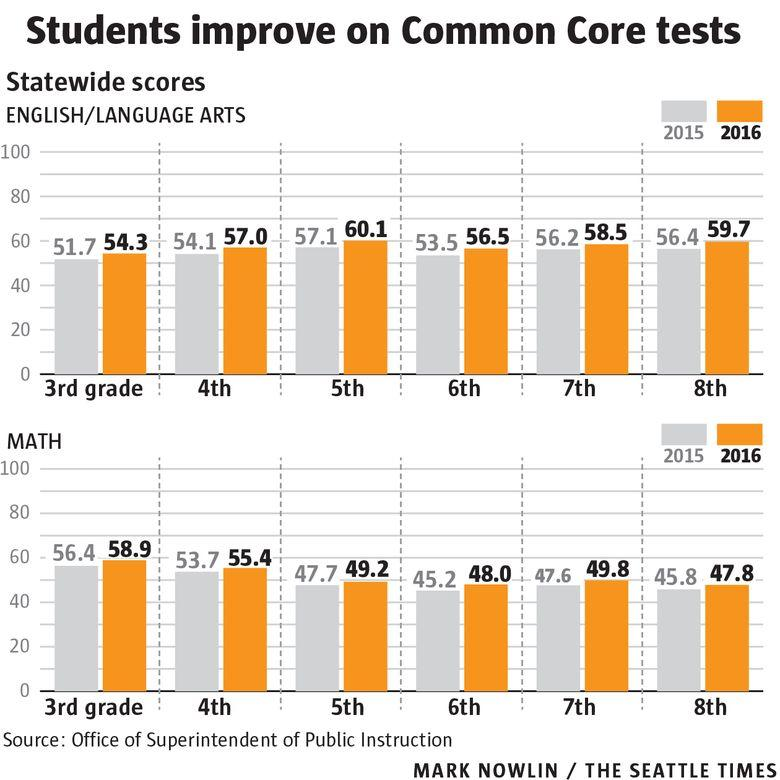 Students improve on Common Core tests
Statewide scores
ENGLISH/LANGUAGE ARTS
2015 2016
100
80
60
40
20
0
51.7 54.3 54.1 57.0 57.1 60.1 53.5 56.5 56.2 58.5 56.4 59.7
3rd grade 4th 5th 6th 7th 8th
MATH
2015 2016
100
80
60
40
20
0
56.4 58.9 53.7 55.4 47.7 49.2 45.2 48.0 47.6 49.8 45.8 47.8
3rd grade 4th 5th 6th 7th 8th
Source: Office of Superintendent of Public Instruction
MARK NOWLIN / THE SEATTLE TIMES